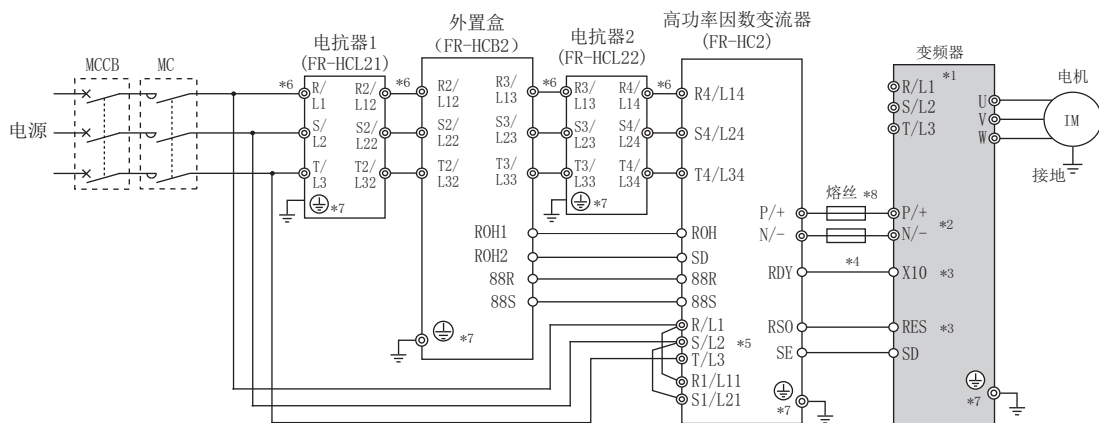 高功率因数变流器
(FR-HC2)
外置盒
(FR-HCB2)
电抗器1
(FR-HCL21)
电抗器2
(FR-HCL22)
变频器
MCCB
MC
电源
*6
R/
L1
R2/
L12
S/
L2
S2/
L22
T/
L3
T2/
L32
*7
*6
R2/
L12
R3/
L13
S2/
L22
S3/
L23
T2/
L32
T3/
L33
ROH1
ROH2
88R
88S
*7
*6
R3/
L13
R4/
L14
S3/
L23
S4/
L24
T3/
L33
T4/
L34
*7
*6
R4/L14
S4/L24
T4/L34
P/+
N/−
ROH
SD
RDY
88R
88S
R/L1
RSO
S/L2
*5
SE
T/L3
R1/L11
S1/L21
*7
熔丝
*8
*4
R/L1
*1
S/L2
T/L3
U
V
W
P/+
*2
N/−
X10
*3
RES
*3
SD
*7
电机
IM
接地